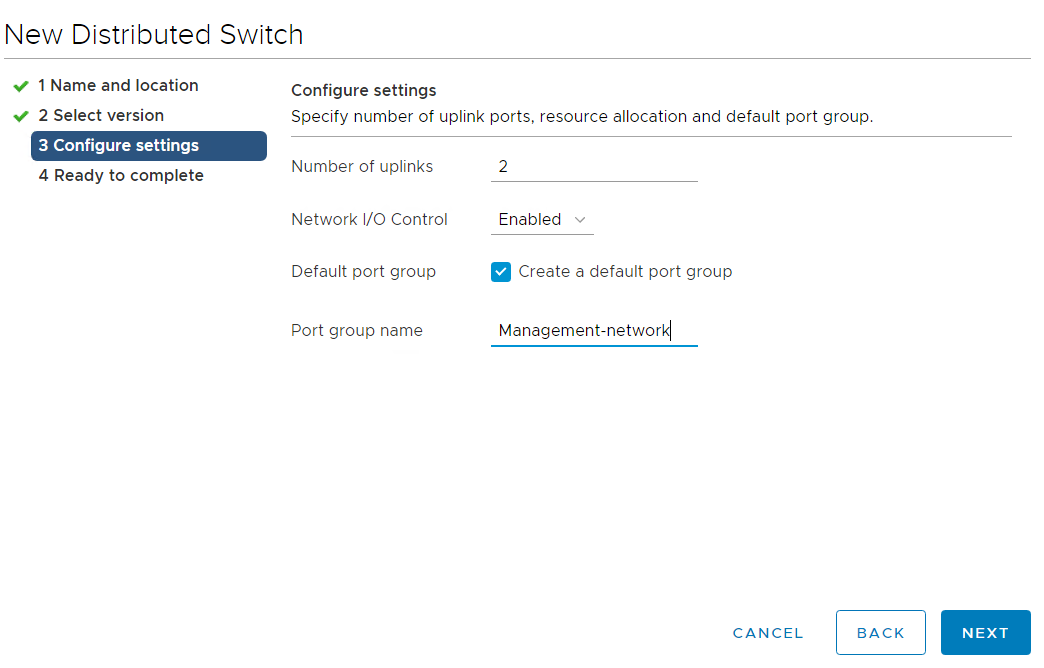 New Distributed Switch
1 Name and location
2 Select version
3 Configure settings
4 Ready to complete
Configure settings
Specify number of uplink ports, resource allocation and default port group.
Number of uplinks 2
Network I/O Control Enabled
Default port group Create a default port group
Port group name Management-network
CANCEL BACK NEXT